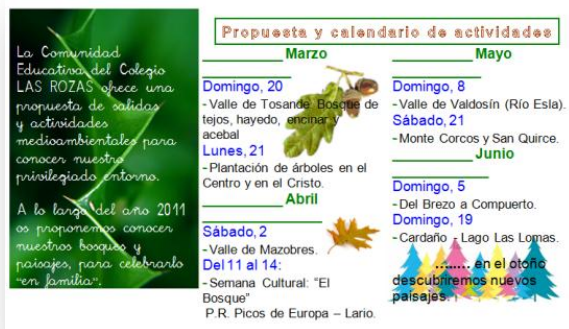 La Comunidad
Educativa del Colegio
LAS ROZAS ofrece una
propuesta de salidas
y actividades
medioambientales para
conocer nuestro
privilegiado entorno.
A lo largo del año 2011
os proponemos conocer
nuestros bosques y
paisajes, para celebrarlo
"en familia".
Propuesta y calendario de actividades
Marzo
Domingo, 20
- Valle de Tosande. Bosque de
tejos, hayedo, encinar y
acebal
Lunes, 21
- Plantación de árboles en el
Centro y en el Cristo.
Abril
Sábado, 2
- Valle de Mazobres.
Del 11 al 14:
- Semana Cultural: "El
Bosque"
P.R. Picos de Europa – Lario.
Mayo
Domingo, 8
- Valle de Valdosín (Río Esla).
Sábado, 21
- Monte Corcos y San Quirce.
Junio
Domingo, 5
- Del Brezo a Compuerto.
Domingo, 19
- Cardaño - Lago Las Lomas.
……… en el otoño
descubriremos nuevos
paisajes.